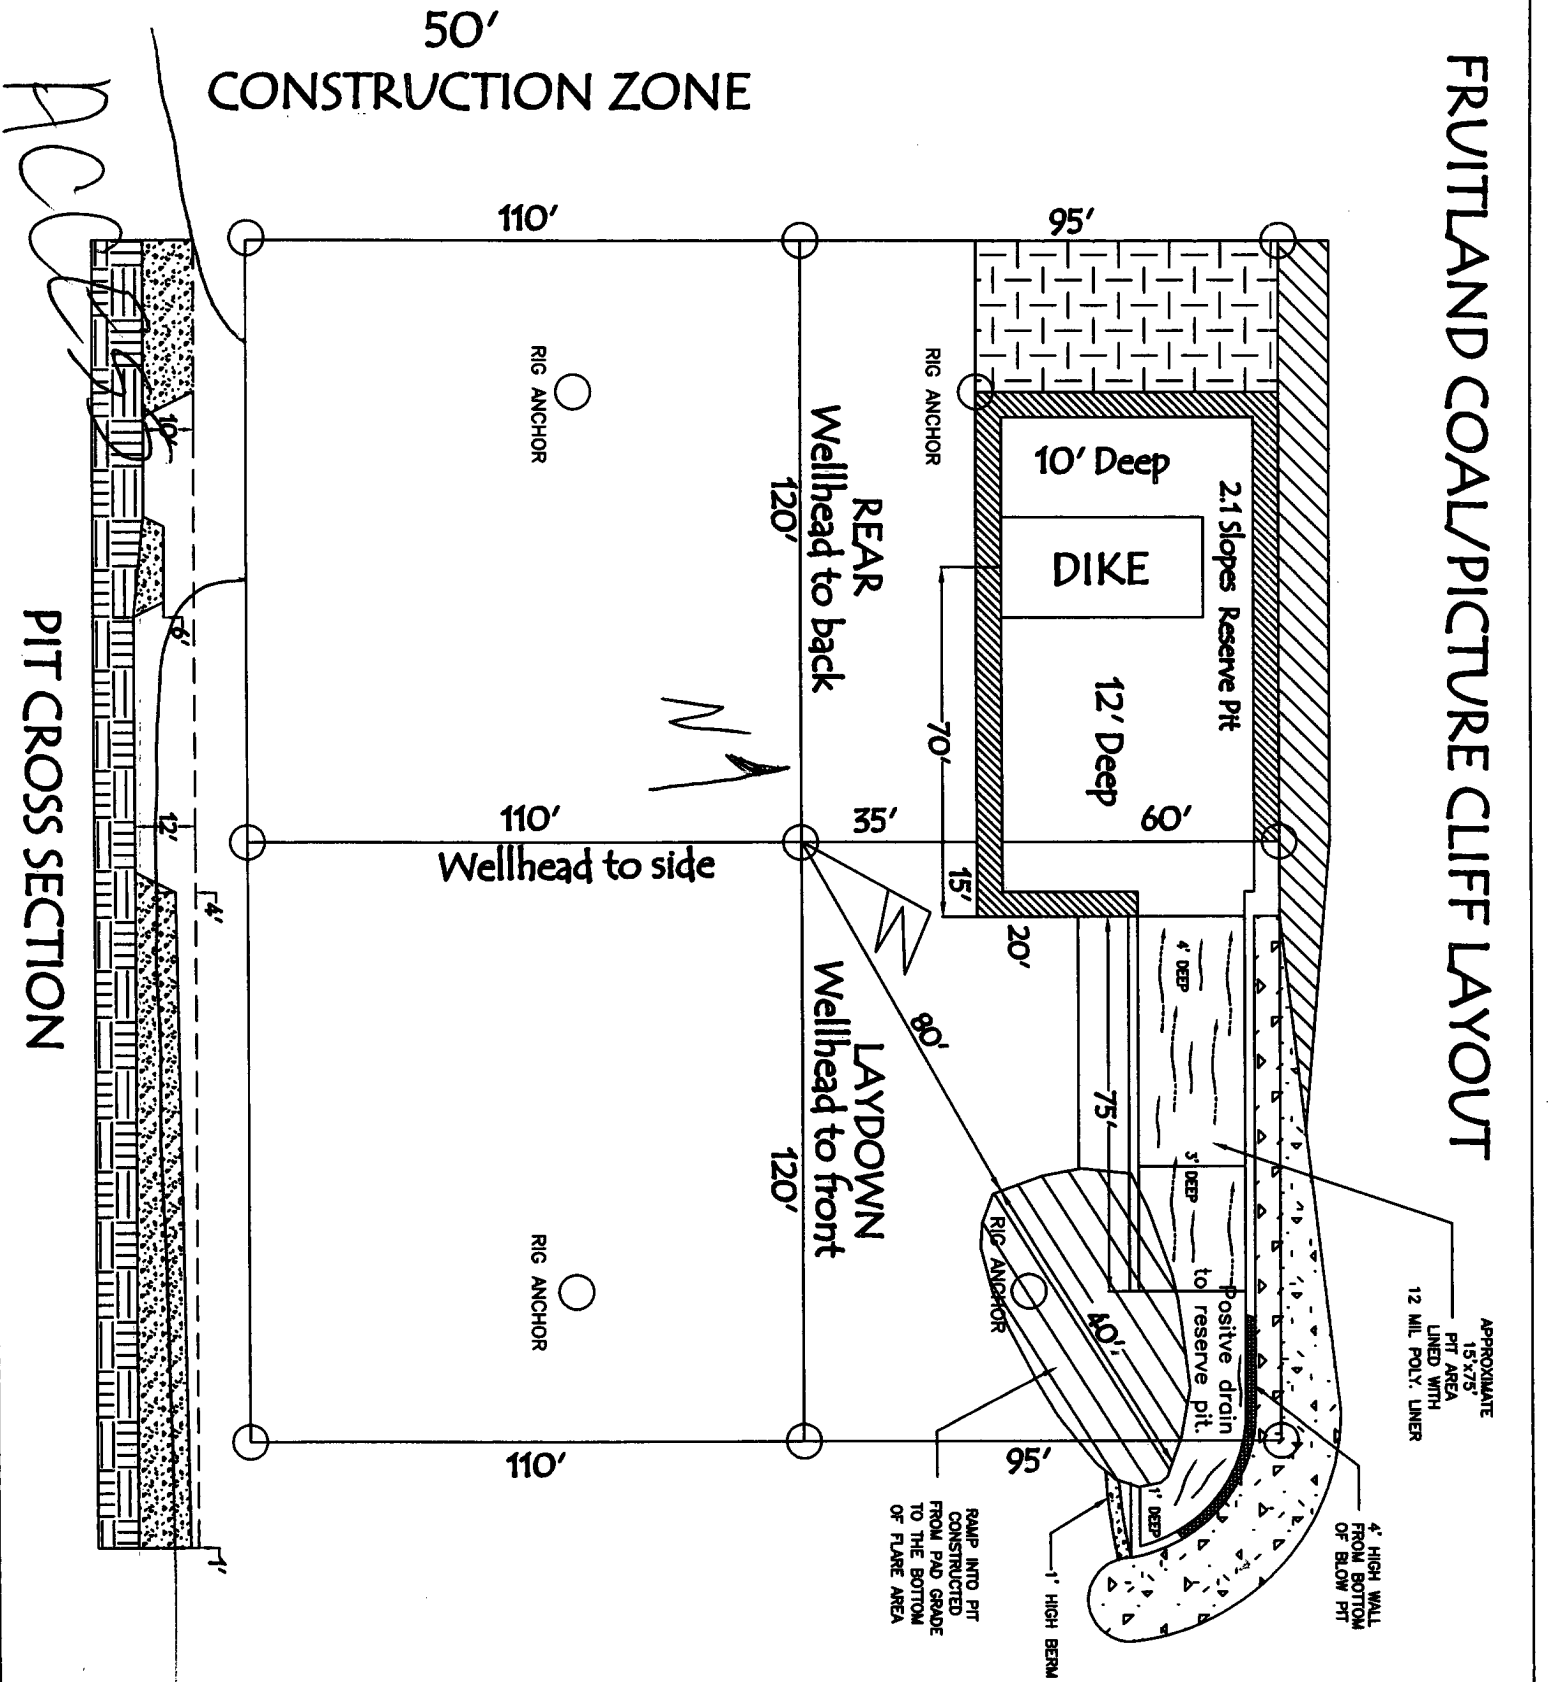 FRUITLAND COAL/PICTURE CLIFF LAYOUT
50'
CONSTRUCTION ZONE
110'
95'
RIG ANCHOR
RIG ANCHOR
10' Deep
DIKE
2.1 Slopes Reserve Pit
12' Deep
REAR
Wellhead to back
120'
70'
15'
20'
35'
60'
110'
Wellhead to side
N
80'
75'
4' DEEP
3' DEEP
1' DEEP
Positve drain
to reserve pit.
40'
LAYDOWN
Wellhead to front
120'
RIG ANCHOR
RIG ANCHOR
110'
95'
APPROXIMATE
15'x75'
PIT AREA
LINED WITH
12 MIL POLY. LINER
4' HIGH WALL
FROM BOTTOM
OF BLOW PIT
1' HIGH BERM
RAMP INTO PIT
CONSTRUCTED
FROM PAD GRADE
TO THE BOTTOM
OF FLARE AREA
10'
6'
12'
4'
1'
PIT CROSS SECTION